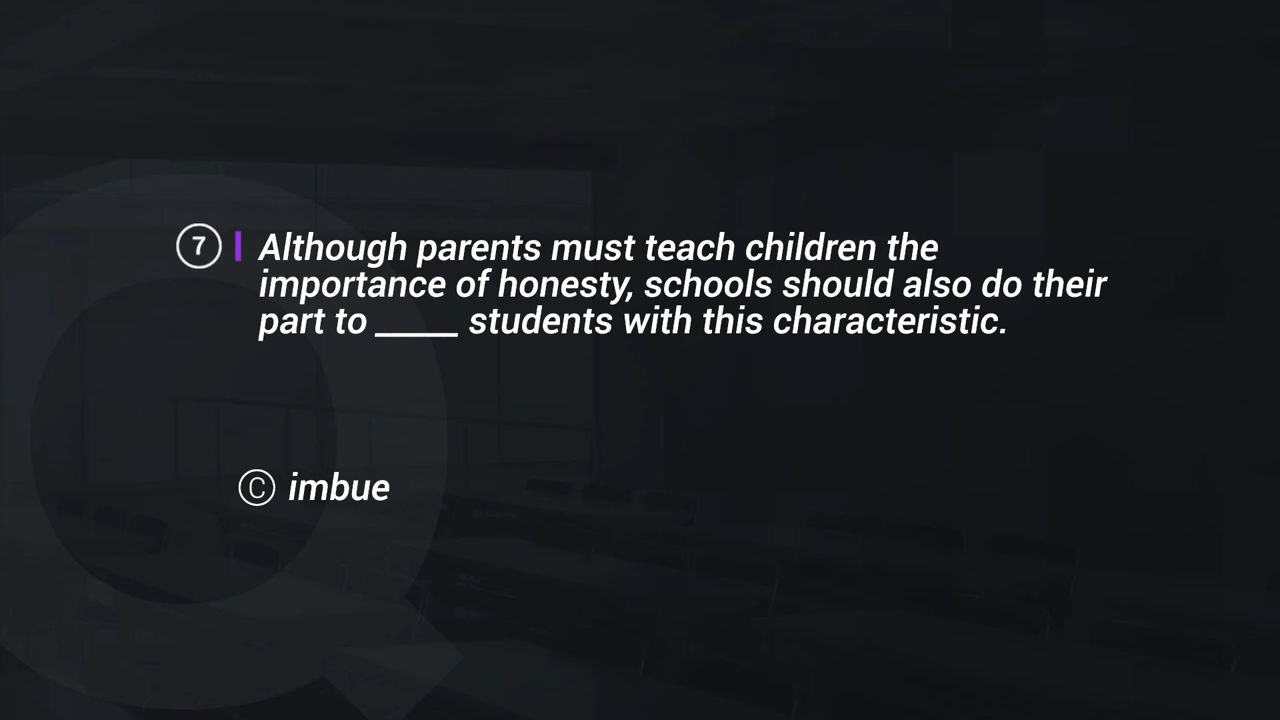 7 Although parents must teach children the
importance of honesty, schools should also do their
part to _____ students with this characteristic.
C imbue